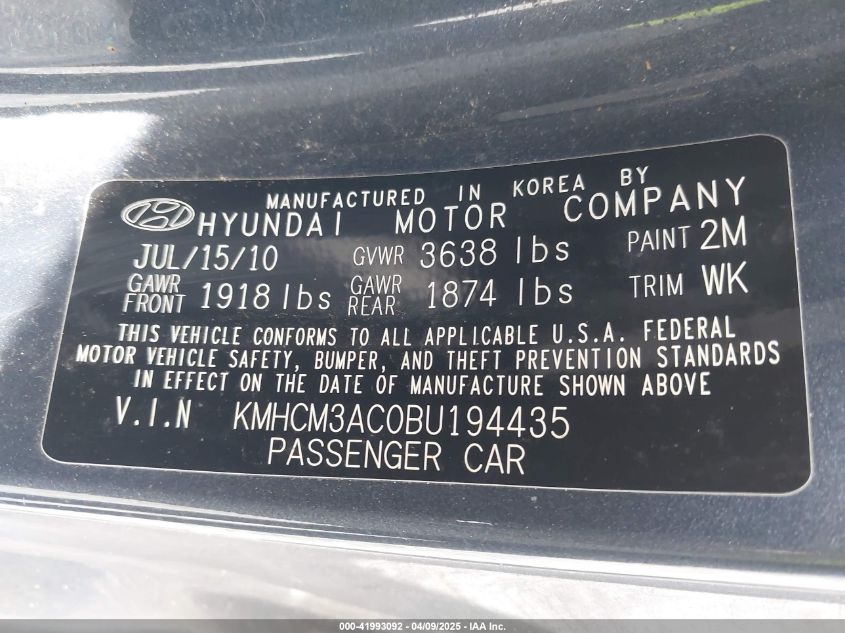 MANUFACTURED IN KOREA BY
HYUNDAI MOTOR COMPANY
JUL/15/10 GVWR 3638 lbs PAINT 2M
GAWR FRONT 1918 lbs GAWR REAR 1874 lbs TRIM WK
THIS VEHICLE CONFORMS TO ALL APPLICABLE U.S.A. FEDERAL
MOTOR VEHICLE SAFETY, BUMPER, AND THEFT PREVENTION STANDARDS
IN EFFECT ON THE DATE OF MANUFACTURE SHOWN ABOVE
V.I.N KMHCM3AC0BU194435
PASSENGER CAR
000-41993092 - 04/09/2025 - IAA Inc.